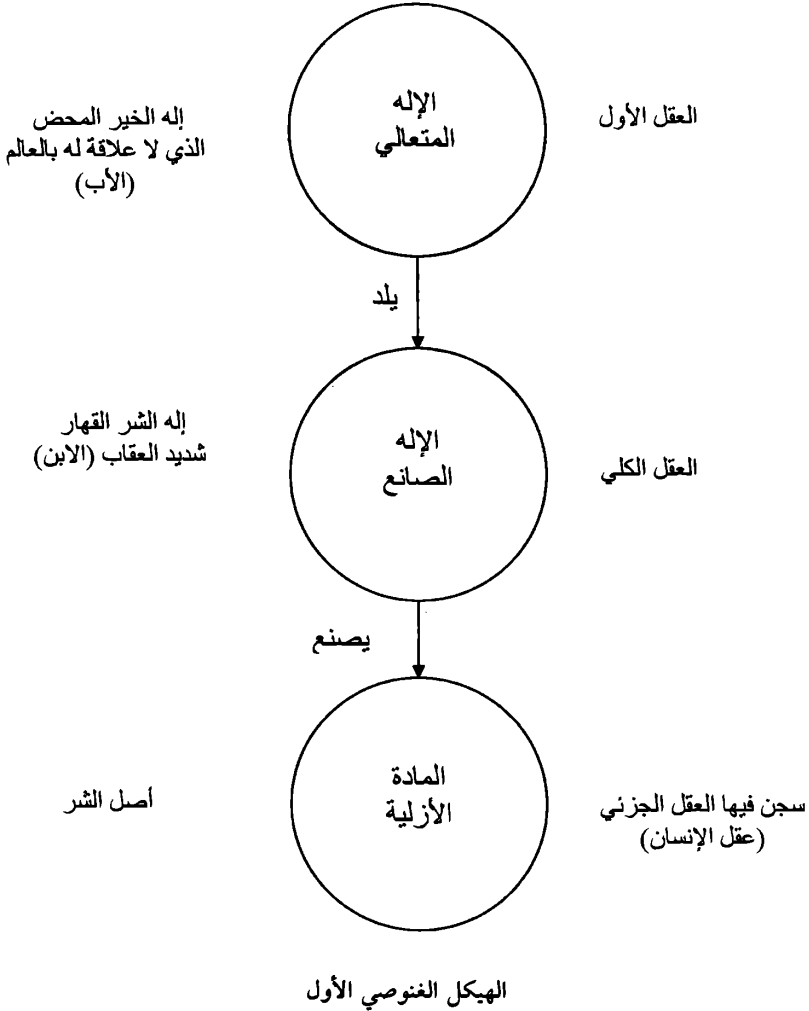 العقل الأول
الإله
المتعالي
إله الخير المحض
الذي لا علاقة له بالعالم
(الأب)
يلد
العقل الكلي
الإله
الصانع
إله الشر القهار
شديد العقاب (الابن)
يصنع
سجن فيها العقل الجزئي
(عقل الإنسان)
المادة
الأزلية
أصل الشر
الهيكل الغنوصي الأول